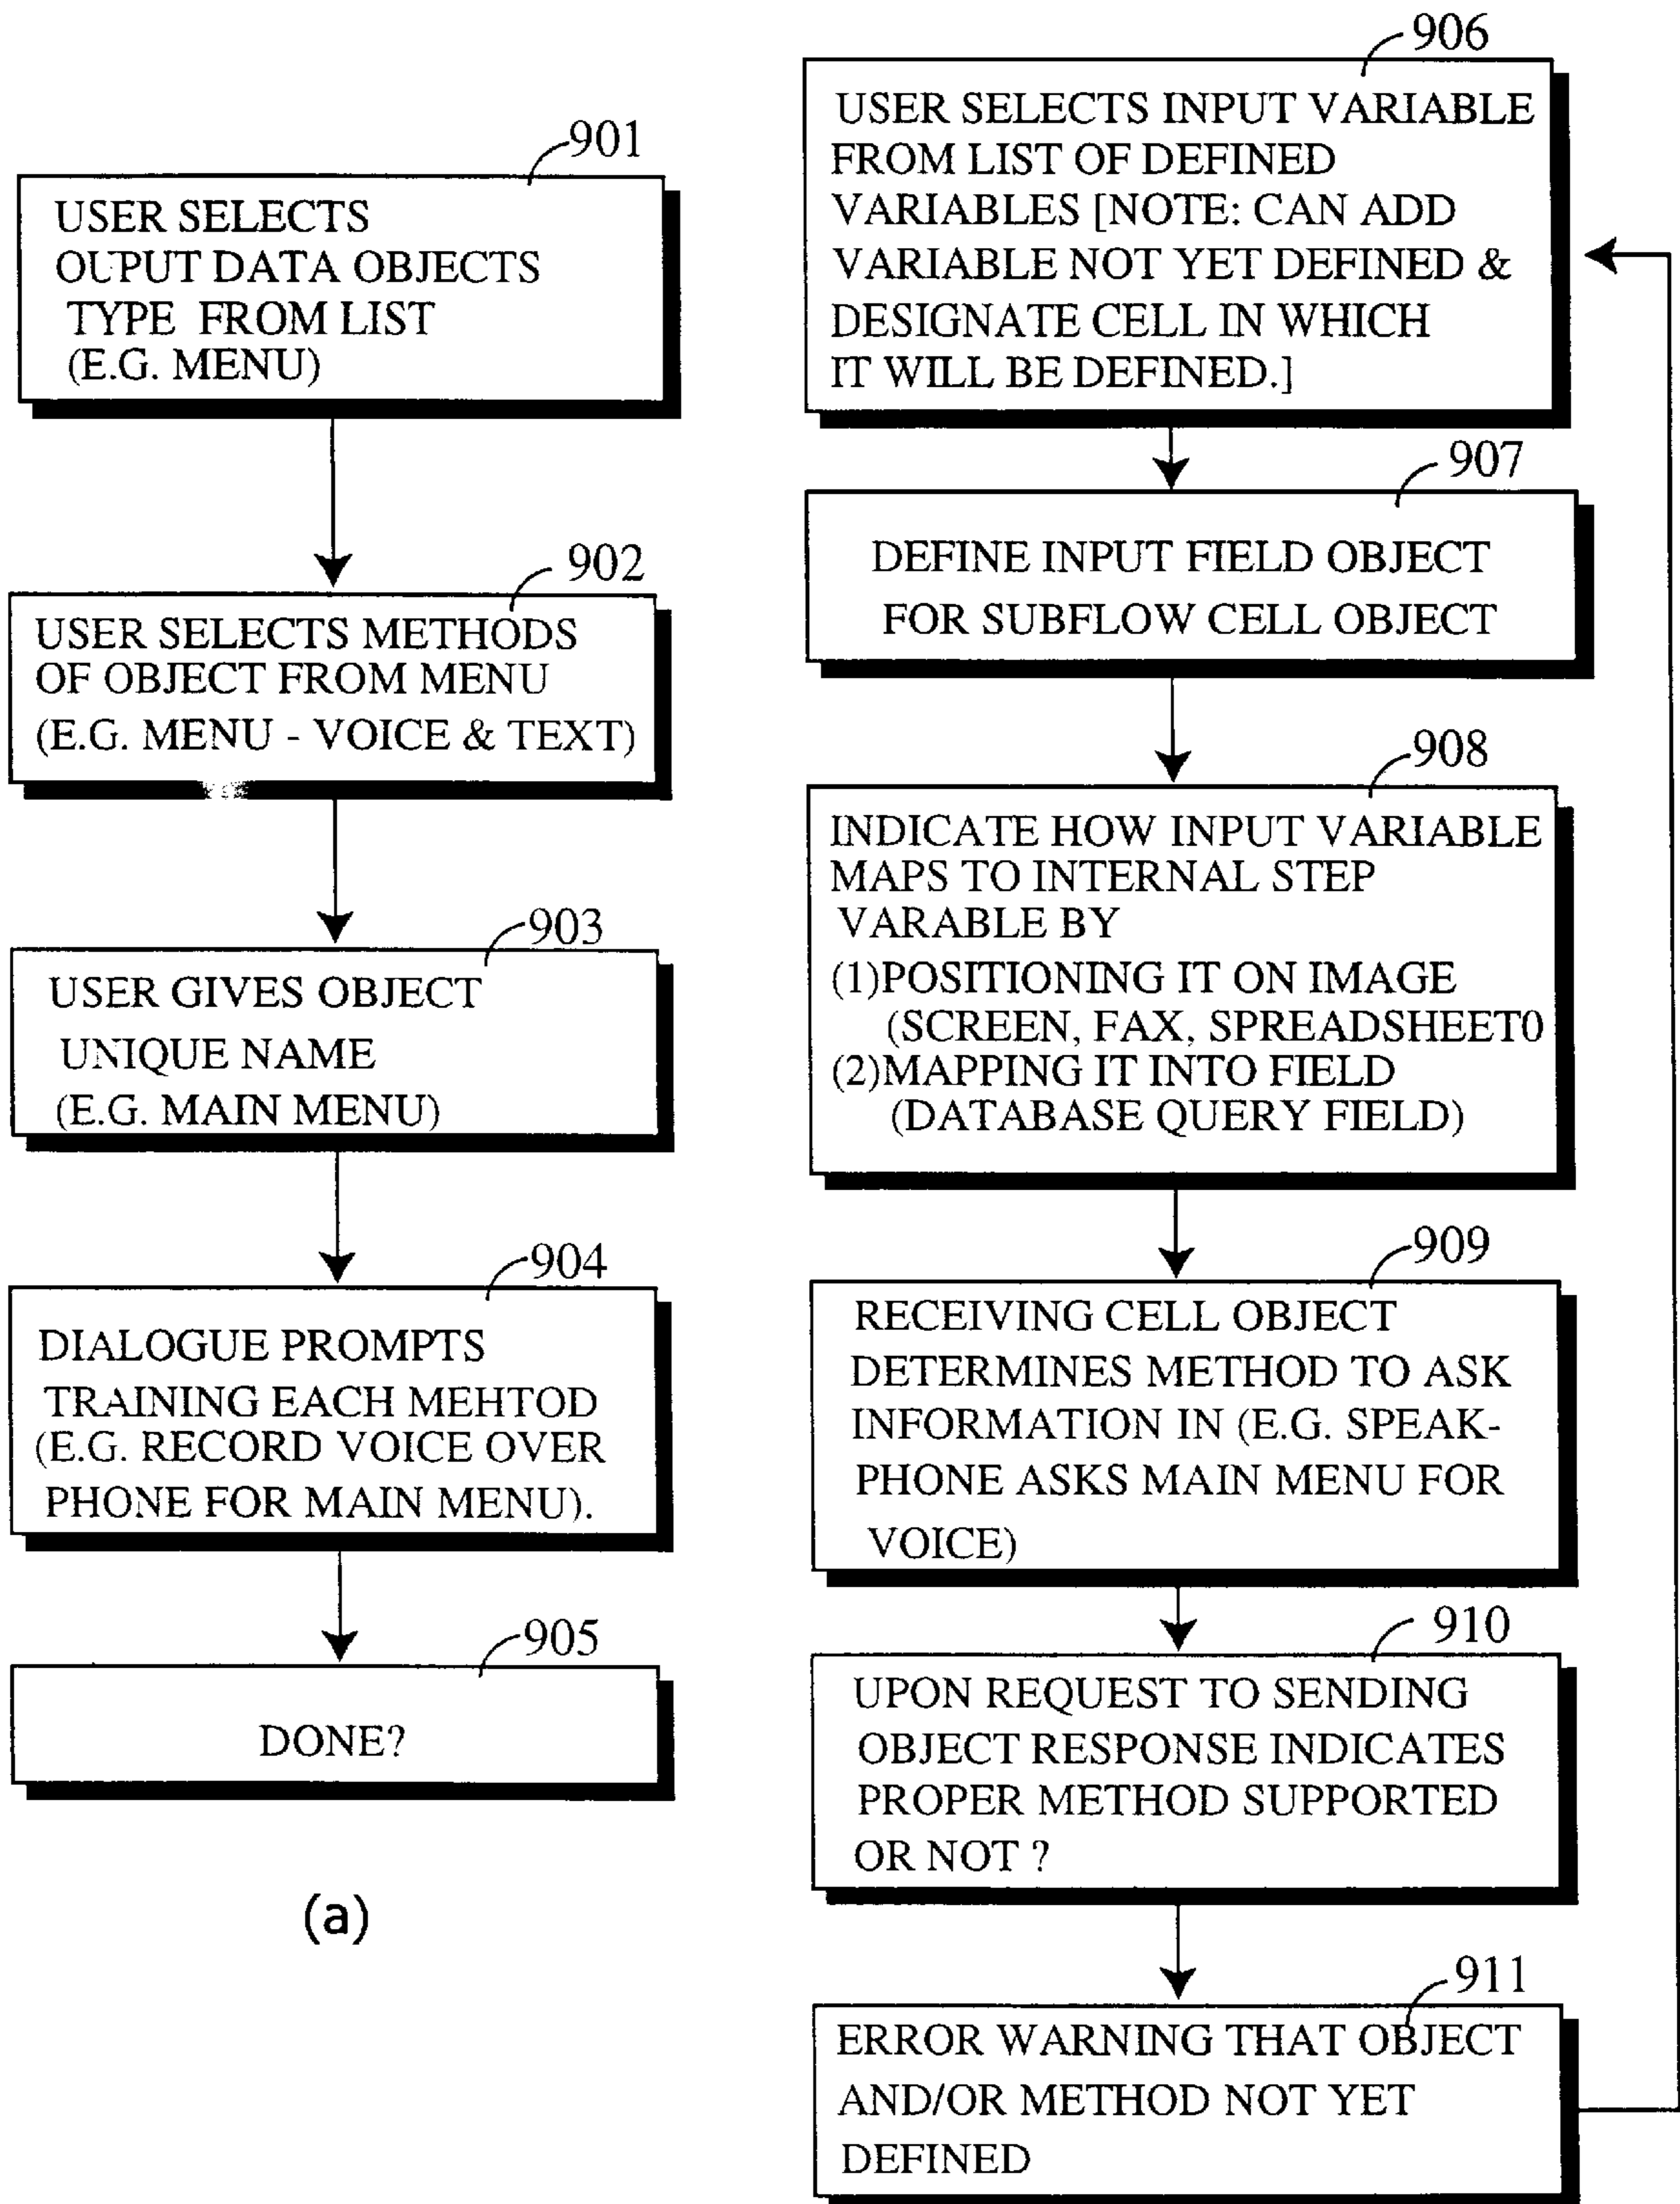 901
USER SELECTS
OUPUT DATA OBJECTS
TYPE FROM LIST
(E.G. MENU)
902
USER SELECTS METHODS
OF OBJECT FROM MENU
(E.G. MENU - VOICE & TEXT)
903
USER GIVES OBJECT
UNIQUE NAME
(E.G. MAIN MENU)
904
DIALOGUE PROMPTS
TRAINING EACH MEHTOD
(E.G. RECORD VOICE OVER
PHONE FOR MAIN MENU).
905
DONE?
(a)
906
USER SELECTS INPUT VARIABLE
FROM LIST OF DEFINED
VARIABLES [NOTE: CAN ADD
VARIABLE NOT YET DEFINED &
DESIGNATE CELL IN WHICH
IT WILL BE DEFINED.]
907
DEFINE INPUT FIELD OBJECT
FOR SUBFLOW CELL OBJECT
908
INDICATE HOW INPUT VARIABLE
MAPS TO INTERNAL STEP
VARABLE BY
(1)POSITIONING IT ON IMAGE
(SCREEN, FAX, SPREADSHEET0
(2)MAPPING IT INTO FIELD
(DATABASE QUERY FIELD)
909
RECEIVING CELL OBJECT
DETERMINES METHOD TO ASK
INFORMATION IN (E.G. SPEAK-
PHONE ASKS MAIN MENU FOR
VOICE)
910
UPON REQUEST TO SENDING
OBJECT RESPONSE INDICATES
PROPER METHOD SUPPORTED
OR NOT ?
911
ERROR WARNING THAT OBJECT
AND/OR METHOD NOT YET
DEFINED